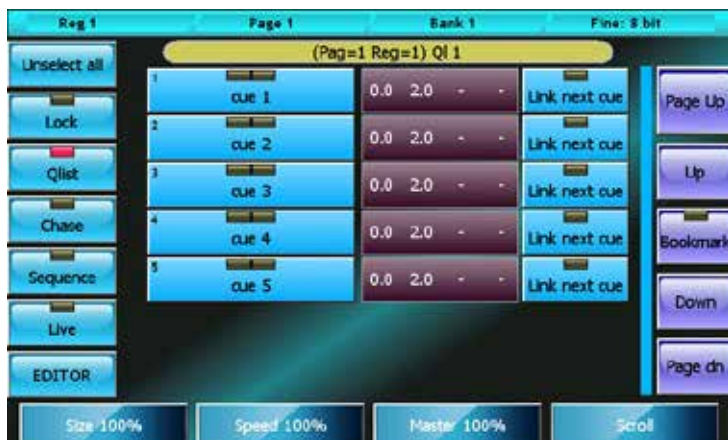 Reg 1 Page 1 Bank 1 Fine: 8 bit
(Pag=1 Reg=1) Ql 1
Unselect all
Lock
Qlist
Chase
Sequence
Live
EDITOR
1 cue 1 0.0 2.0 - - Link next cue
2 cue 2 0.0 2.0 - - Link next cue
3 cue 3 0.0 2.0 - - Link next cue
4 cue 4 0.0 2.0 - - Link next cue
5 cue 5 0.0 2.0 - - Link next cue
Page Up
Up
Bookmark
Down
Page dn
Size 100% Speed 100% Master 100% Scroll